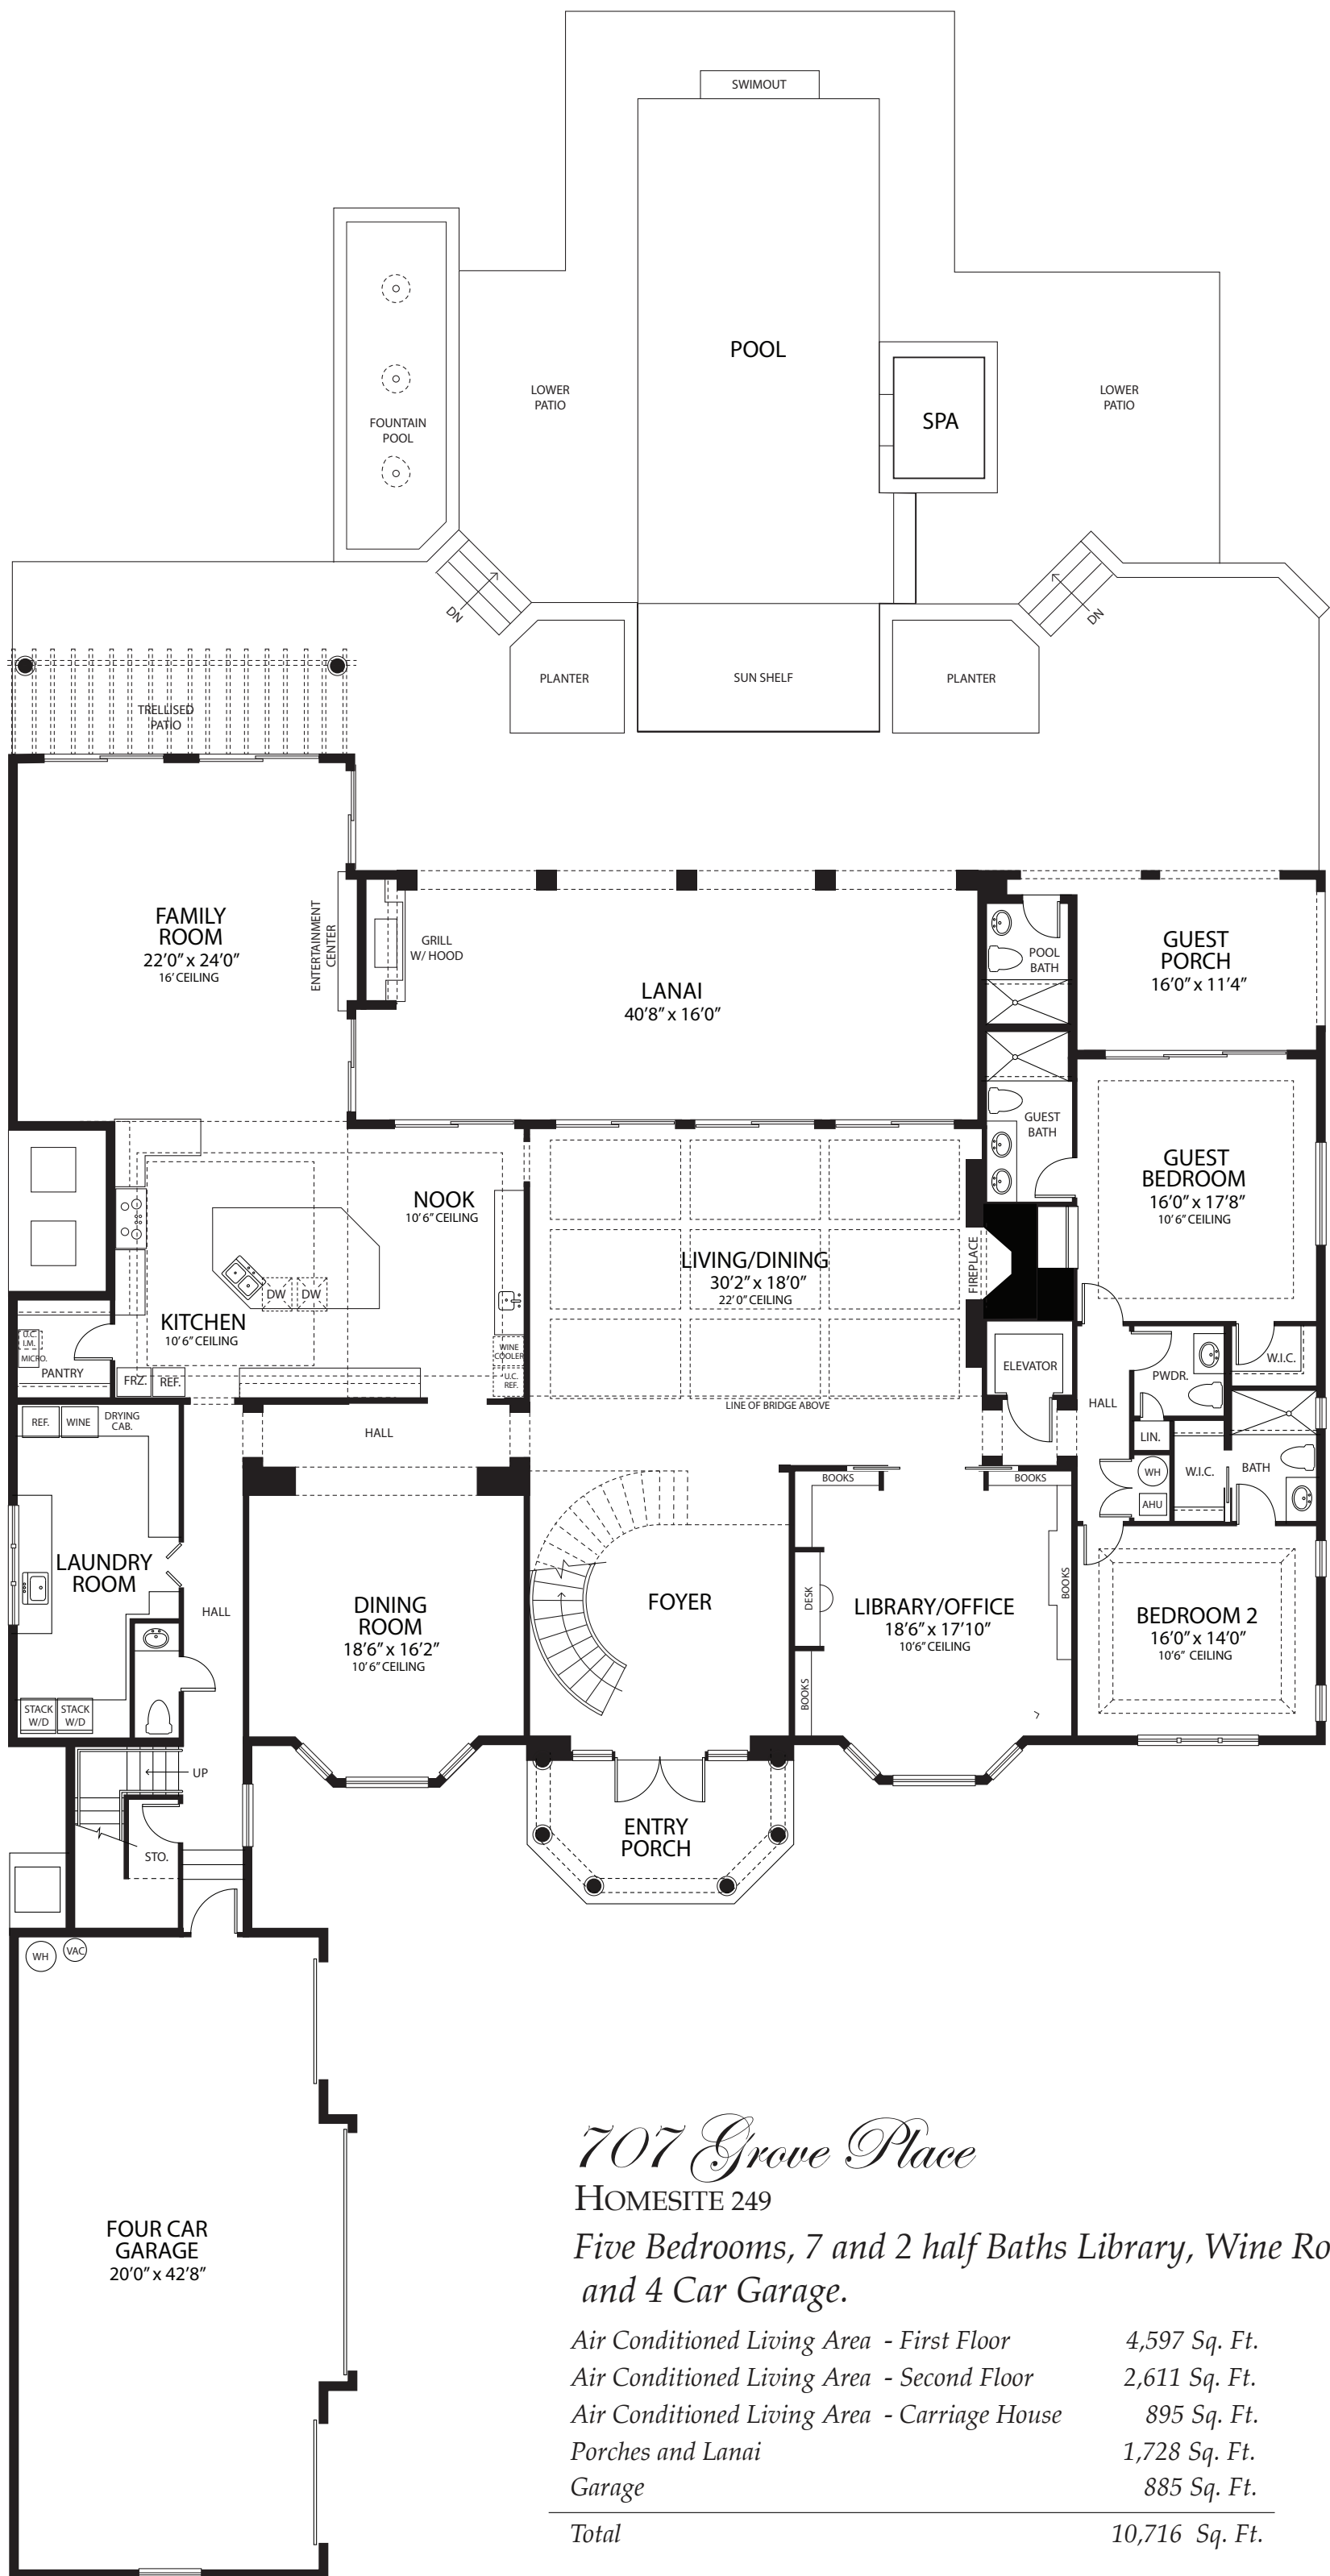 SWIMOUT
POOL
LOWER
PATIO
LOWER
PATIO
SPA
FOUNTAIN
POOL
DN
DN
PLANTER
SUN SHELF
PLANTER
TRELLISED
PATIO
FAMILY
ROOM
22'0" x 24'0"
16' CEILING
ENTERTAINMENT
CENTER
GRILL
W/ HOOD
LANAI
40'8" x 16'0"
POOL
BATH
GUEST
PORCH
16'0" x 11'4"
GUEST
BATH
GUEST
BEDROOM
16'0" x 17'8"
10'6" CEILING
NOOK
10'6" CEILING
LIVING/DINING
30'2" x 18'0"
22'0" CEILING
FIREPLACE
DW
DW
KITCHEN
10'6" CEILING
U.C.
I.M.
MICRO.
PANTRY
FRZ.
REF.
WINE
COOLER
U.C.
REF.
ELEVATOR
W.I.C.
PWDR.
HALL
LINE OF BRIDGE ABOVE
REF.
WINE
DRYING
CAB.
HALL
LIN.
BOOKS
BOOKS
WH
W.I.C.
BATH
AHU
LAUNDRY
ROOM
HALL
DINING
ROOM
18'6" x 16'2"
10'6" CEILING
FOYER
DESK
LIBRARY/OFFICE
18'6" x 17'10"
10'6" CEILING
BOOKS
BOOKS
BEDROOM 2
16'0" x 14'0"
10'6" CEILING
STACK
W/D
STACK
W/D
UP
STO.
ENTRY
PORCH
WH
VAC
FOUR CAR
GARAGE
20'0" x 42'8"
707 Grove Place
HOMESITE 249
Five Bedrooms, 7 and 2 half Baths Library, Wine Ro
and 4 Car Garage.
Air Conditioned Living Area - First Floor 4,597 Sq. Ft.
Air Conditioned Living Area - Second Floor 2,611 Sq. Ft.
Air Conditioned Living Area - Carriage House 895 Sq. Ft.
Porches and Lanai 1,728 Sq. Ft.
Garage 885 Sq. Ft.
Total 10,716 Sq. Ft.